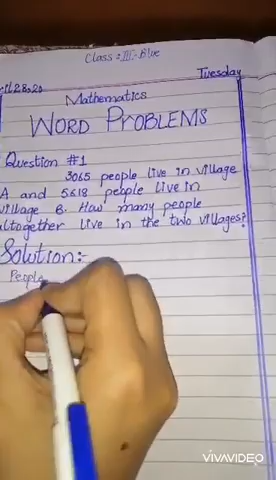 Class : III - Blue
Tuesday
Mathematics
WORD PROBLEMS
Question #1
3065 people live in village
A and 5618 people live in
village B. How many people
altogether live in the two villages?
Solution:-
People
VIVAVIDEO